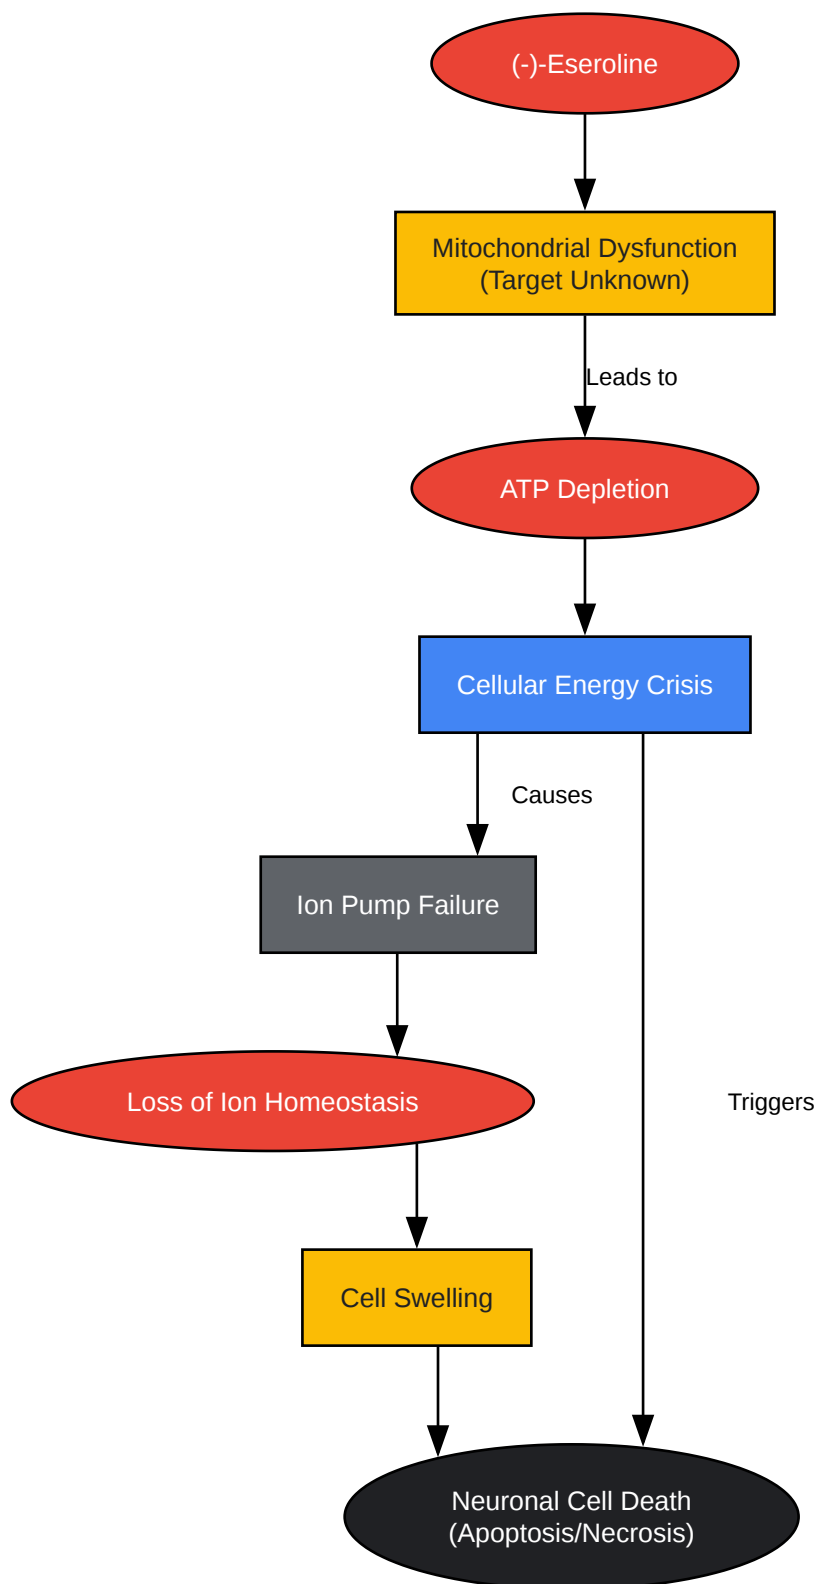 (-)-Eseroline
Mitochondrial Dysfunction
(Target Unknown)
Leads to
ATP Depletion
Cellular Energy Crisis
Causes
Ion Pump Failure
Loss of Ion Homeostasis
Triggers
Cell Swelling
Neuronal Cell Death
(Apoptosis/Necrosis)